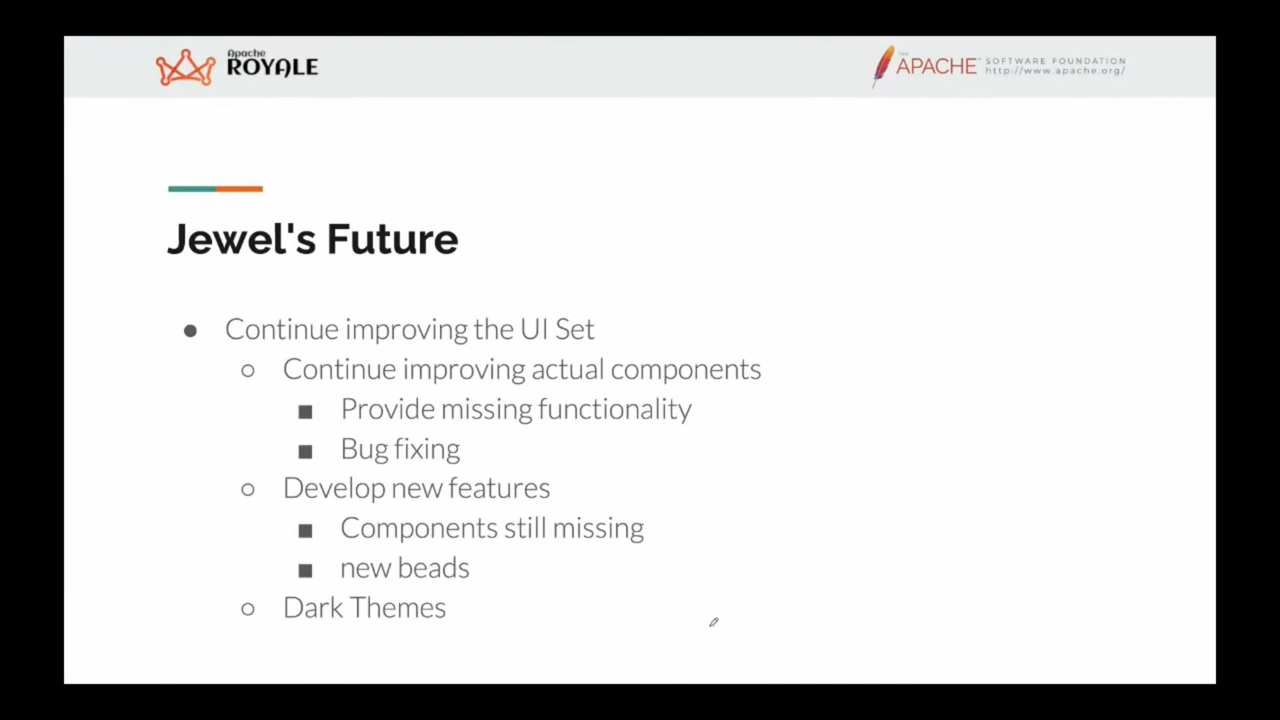 Apache
ROYALE
THE
APACHE
SOFTWARE FOUNDATION
http://www.apache.org/
Jewel's Future
● Continue improving the UI Set
○ Continue improving actual components
■ Provide missing functionality
■ Bug fixing
○ Develop new features
■ Components still missing
■ new beads
○ Dark Themes